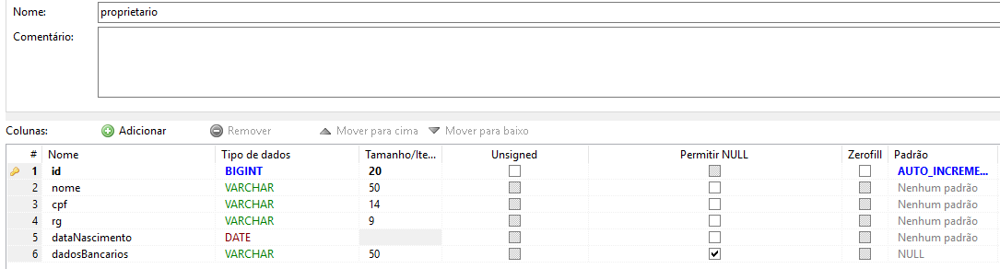 Nome: proprietario
Comentário:
Colunas: Adicionar Remover Mover para cima Mover para baixo
# Nome Tipo de dados Tamanho/Ite... Unsigned Permitir NULL Zerofill Padrão
1 id BIGINT 20 AUTO_INCREME...
2 nome VARCHAR 50 Nenhum padrão
3 cpf VARCHAR 14 Nenhum padrão
4 rg VARCHAR 9 Nenhum padrão
5 dataNascimento DATE Nenhum padrão
6 dadosBancarios VARCHAR 50 NULL